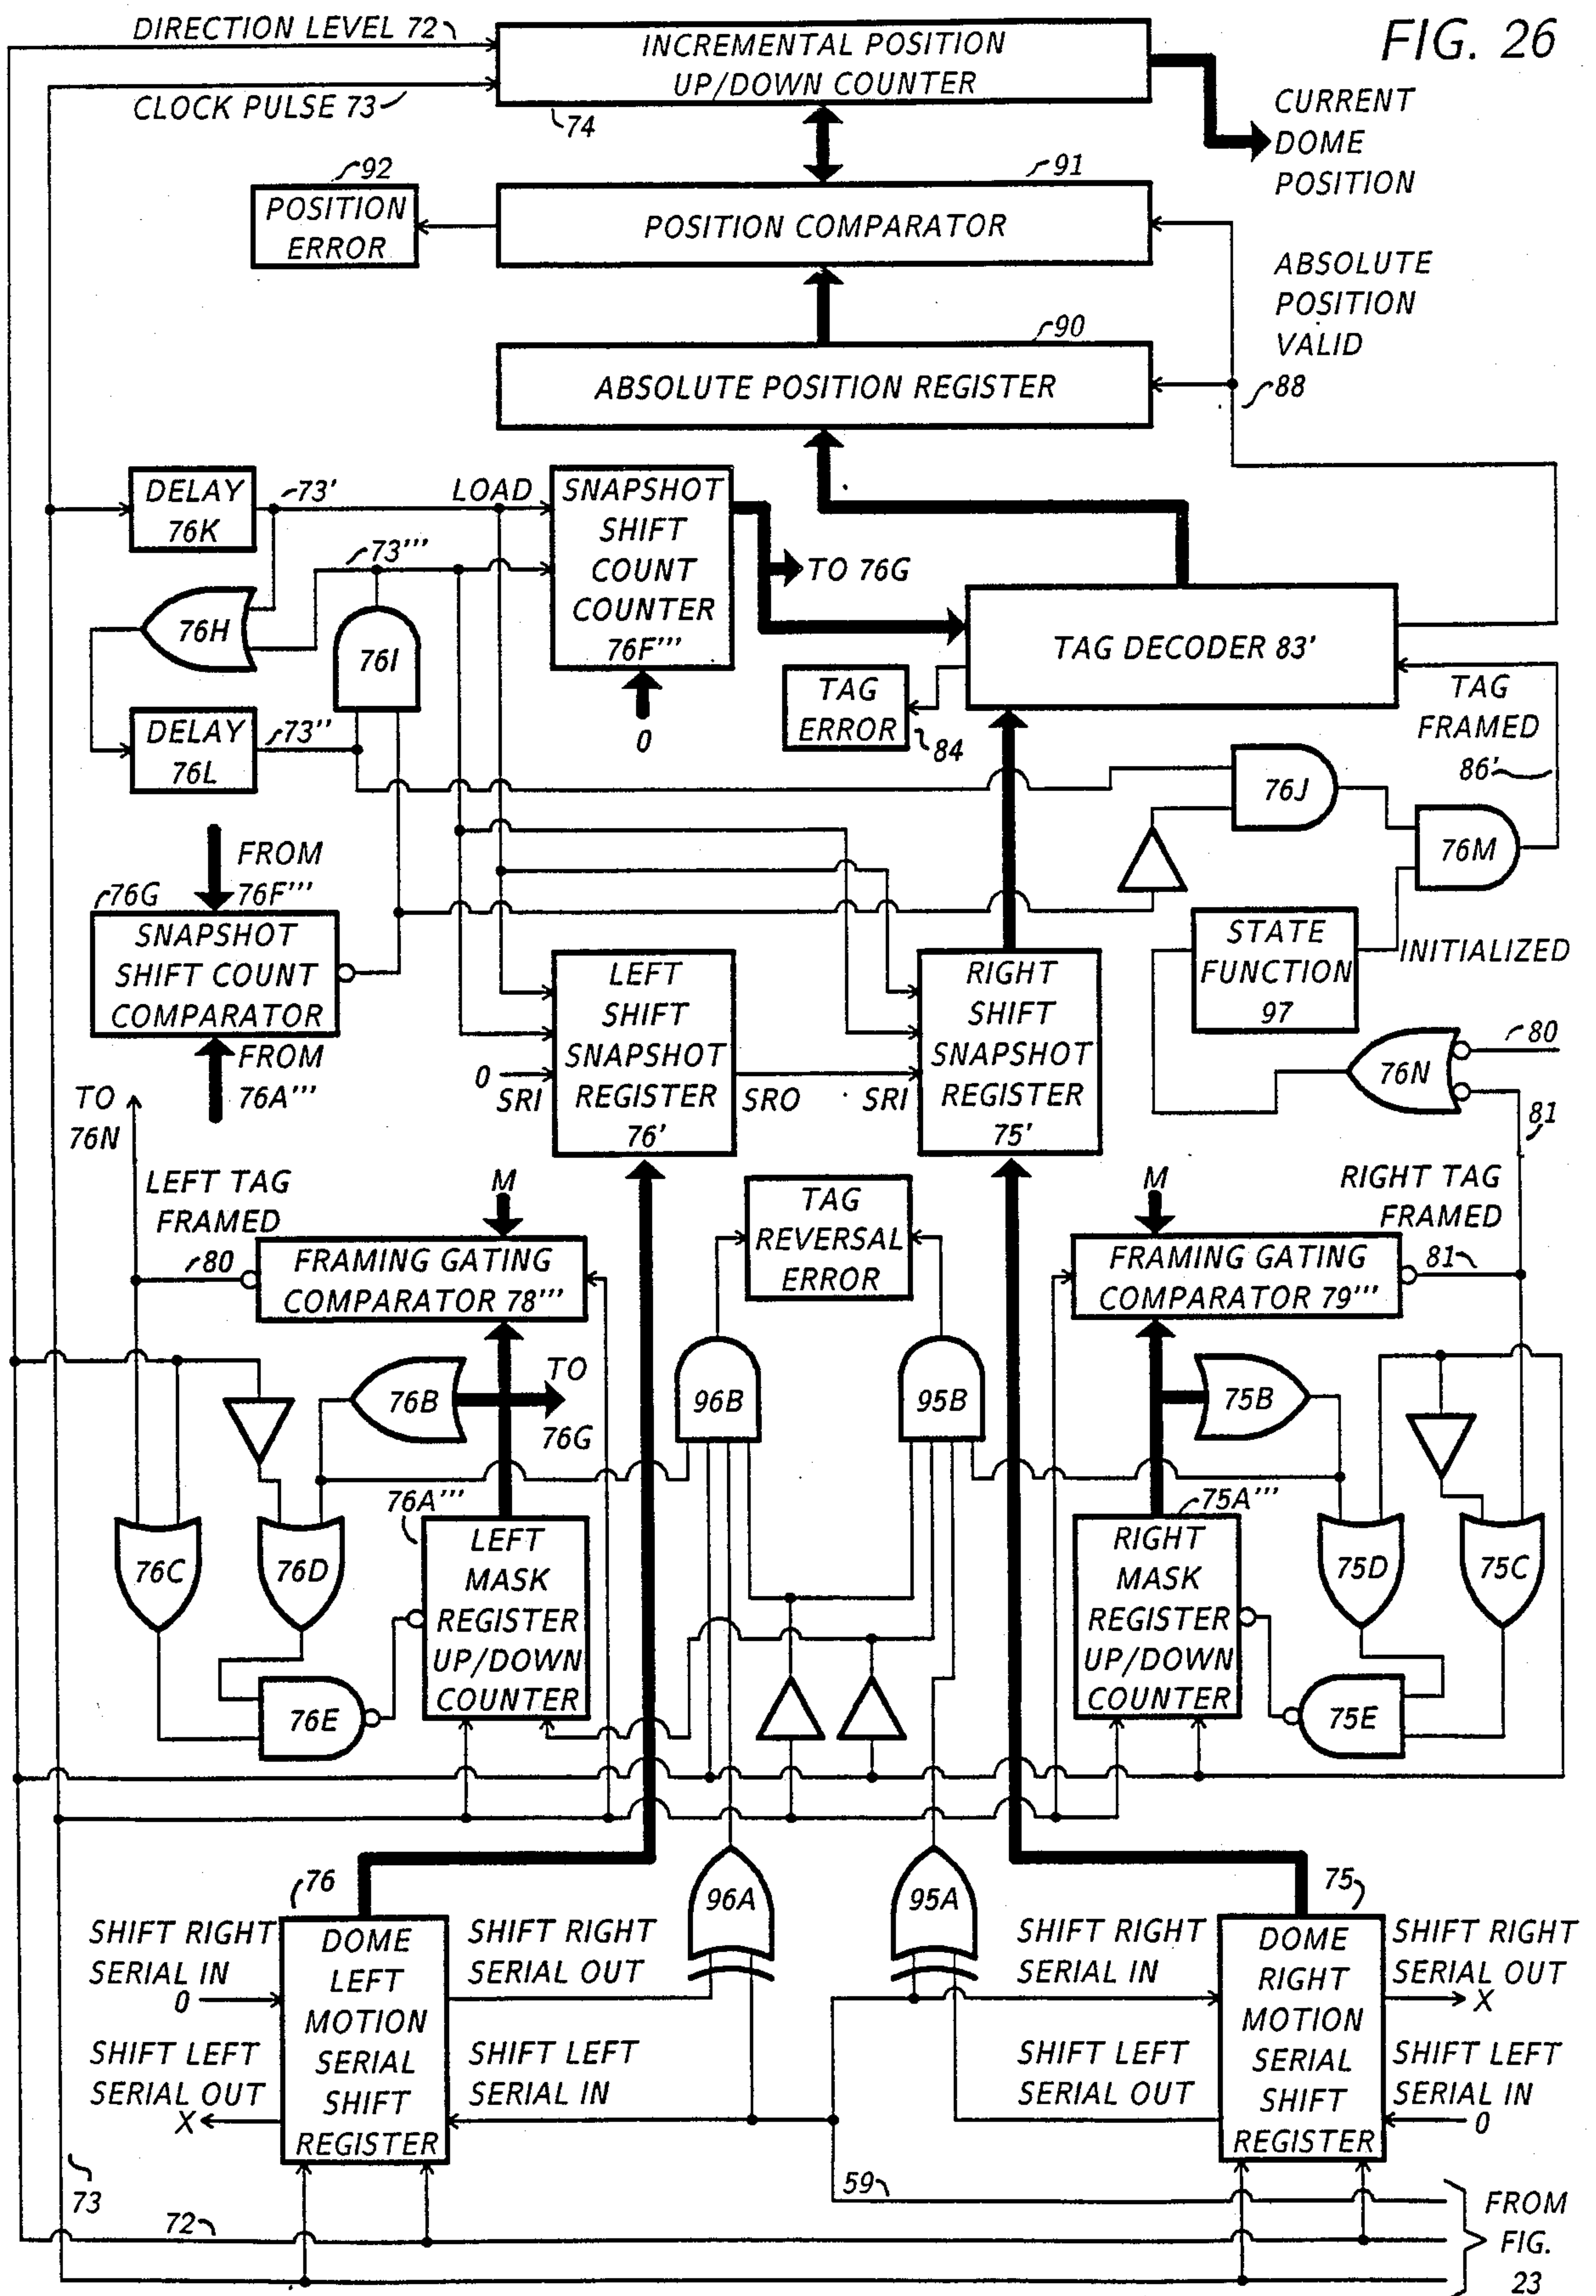 FIG. 26
DIRECTION LEVEL 72
CLOCK PULSE 73
INCREMENTAL POSITION
UP/DOWN COUNTER
74
CURRENT
DOME
POSITION
92
POSITION
ERROR
91
POSITION COMPARATOR
ABSOLUTE
POSITION
VALID
88
90
ABSOLUTE POSITION REGISTER
DELAY
76K
73'
LOAD
73'''
SNAPSHOT
SHIFT
COUNT
COUNTER
76F'''
0
TO 76G
76H
76I
DELAY
76L
73''
TAG DECODER 83'
TAG
ERROR
84
TAG
FRAMED
86'
76J
76M
FROM
76F'''
76G
SNAPSHOT
SHIFT COUNT
COMPARATOR
FROM
76A'''
LEFT
SHIFT
SNAPSHOT
REGISTER
76'
0
SRI
SRO
SRI
RIGHT
SHIFT
SNAPSHOT
REGISTER
75'
STATE
FUNCTION
97
INITIALIZED
76N
80
81
TO
76N
LEFT TAG
FRAMED
80
M
FRAMING GATING
COMPARATOR 78'''
TAG
REVERSAL
ERROR
M
RIGHT TAG
FRAMED
81
FRAMING GATING
COMPARATOR 79'''
76B
TO
76G
96B
95B
75B
76C
76D
76E
76A'''
LEFT
MASK
REGISTER
UP/DOWN
COUNTER
75A'''
RIGHT
MASK
REGISTER
UP/DOWN
COUNTER
75D
75C
75E
96A
95A
76
SHIFT RIGHT
SERIAL IN
0
SHIFT LEFT
SERIAL OUT
X
DOME
LEFT
MOTION
SERIAL
SHIFT
REGISTER
SHIFT RIGHT
SERIAL OUT
SHIFT LEFT
SERIAL IN
75
SHIFT RIGHT
SERIAL IN
SHIFT LEFT
SERIAL OUT
DOME
RIGHT
MOTION
SERIAL
SHIFT
REGISTER
SHIFT RIGHT
SERIAL OUT
X
SHIFT LEFT
SERIAL IN
0
73
72
59
FROM
FIG.
23